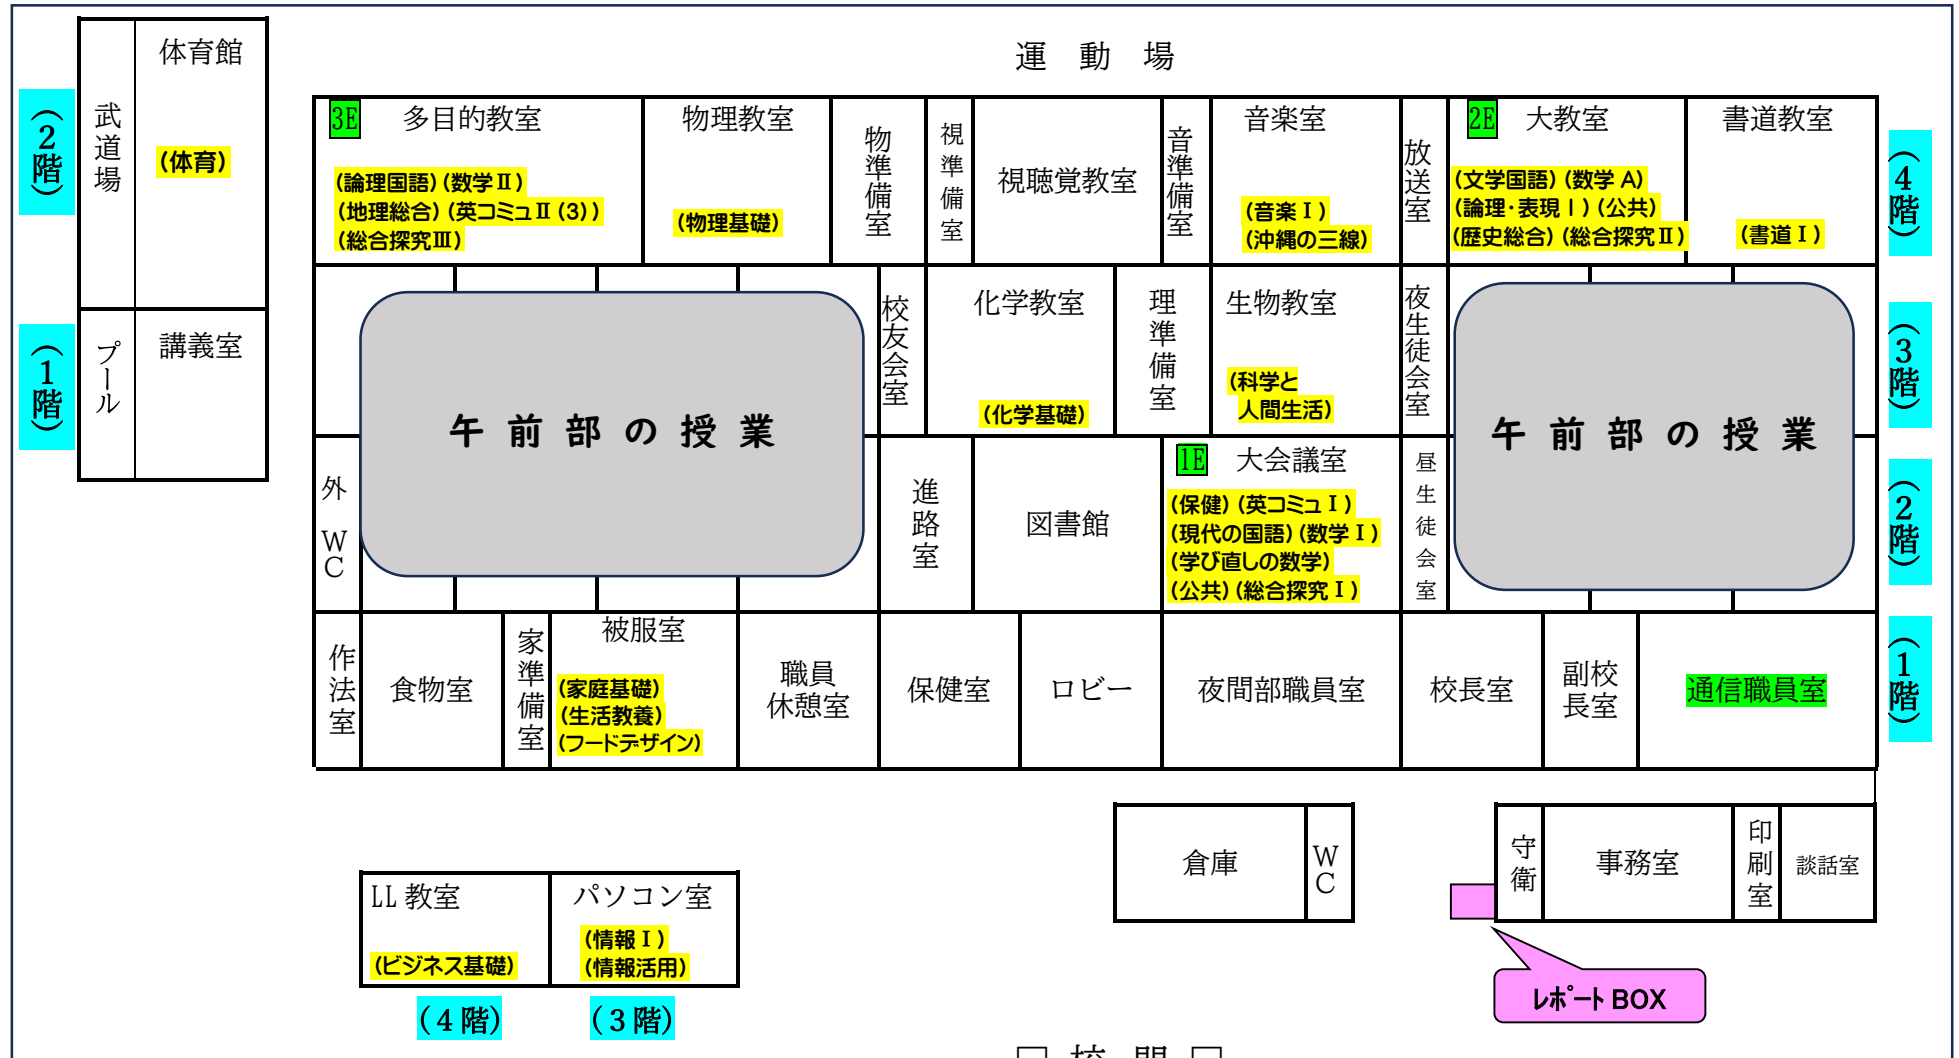 体育館
武道場
(体育)
(2階)
プール
講義室
(1階)
運動場
3E 多目的教室
(論理国語)(数学Ⅱ)
(地理総合)(英コミュⅡ(3))
(総合探究Ⅲ)
物理教室
(物理基礎)
物準備室
視準備室
視聴覚教室
音準備室
音楽室
(音楽Ⅰ)
(沖縄の三線)
放送室
2E 大教室
(文学国語)(数学A)
(論理・表現Ⅰ)(公共)
(歴史総合)(総合探究Ⅱ)
書道教室
(書道Ⅰ)
(4階)
午前部の授業
校友会室
化学教室
(化学基礎)
理準備室
生物教室
(科学と
人間生活)
夜生徒会室
午前部の授業
(3階)
外WC
進路室
図書館
1E 大会議室
(保健)(英コミュⅠ)
(現代の国語)(数学Ⅰ)
(学び直しの数学)
(公共)(総合探究Ⅰ)
昼生徒会室
(2階)
作法室
食物室
家準備室
被服室
(家庭基礎)
(生活教養)
(フードデザイン)
職員
休憩室
保健室
ロビー
夜間部職員室
校長室
副校
長室
通信職員室
(1階)
倉庫
WC
守衛
事務室
印刷室
談話室
レポートBOX
LL教室
(ビジネス基礎)
(4階)
パソコン室
(情報Ⅰ)
(情報活用)
(3階)
□校門□